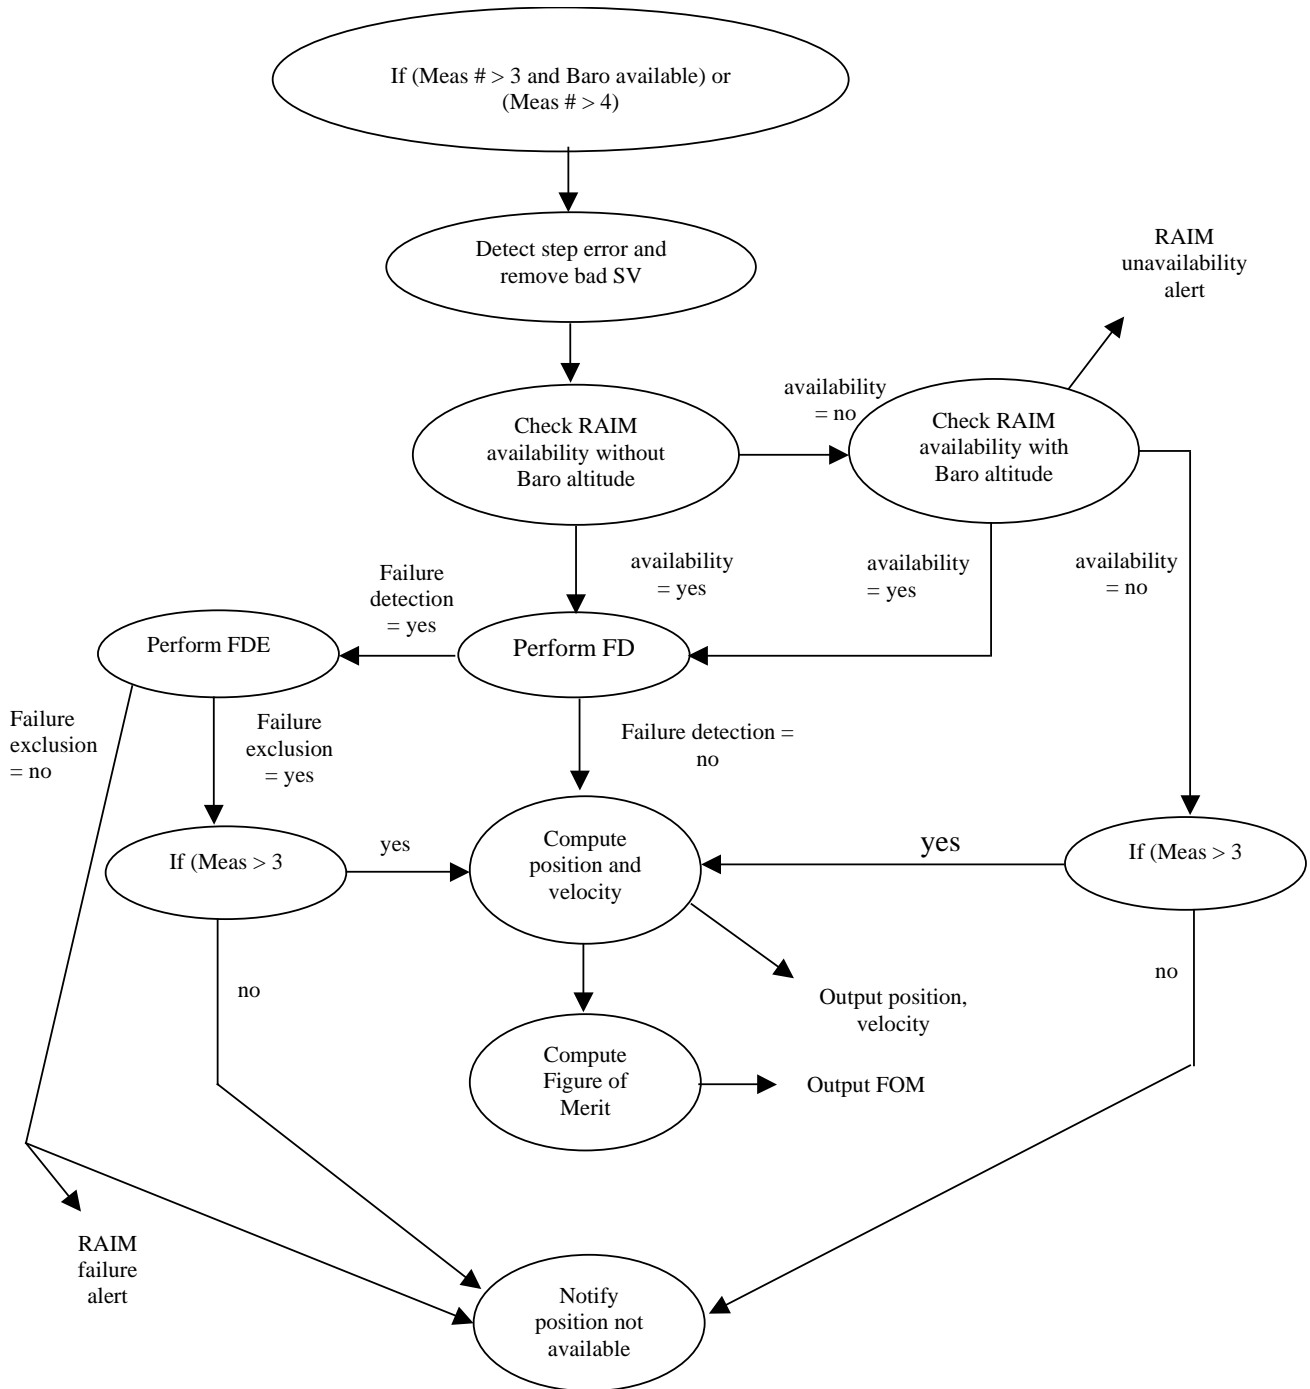 If (Meas # > 3 and Baro available) or
(Meas # > 4)
Detect step error and
remove bad SV
RAIM
unavailability
alert
availability
= no
Check RAIM
availability without
Baro altitude
Check RAIM
availability with
Baro altitude
availability
= yes
availability
= yes
availability
= no
Failure
detection
= yes
Perform FDE
Perform FD
Failure
exclusion
= no
Failure
exclusion
= yes
Failure detection =
no
If (Meas > 3
yes
Compute
position and
velocity
yes
If (Meas > 3
no
no
Output position,
velocity
Compute
Figure of
Merit
Output FOM
RAIM
failure
alert
Notify
position not
available